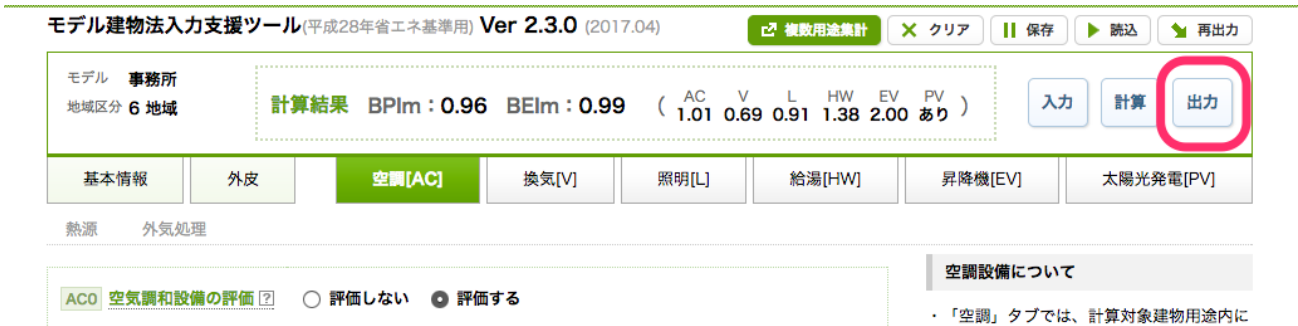 モデル建物法入力支援ツール(平成28年省エネ基準用) Ver 2.3.0 (2017.04) 複数用途集計 クリア 保存 読込 再出力
モデル 事務所
地域区分 6 地域
計算結果 BPIm：0.96 BEIm：0.99 ( AC 1.01 V 0.69 L 0.91 HW 1.38 EV 2.00 PV あり ) 入力 計算 出力
基本情報 外皮 空調[AC] 換気[V] 照明[L] 給湯[HW] 昇降機[EV] 太陽光発電[PV]
熱源 外気処理
AC0 空気調和設備の評価 ? 評価しない 評価する
空調設備について
・「空調」タブでは、計算対象建物用途内に